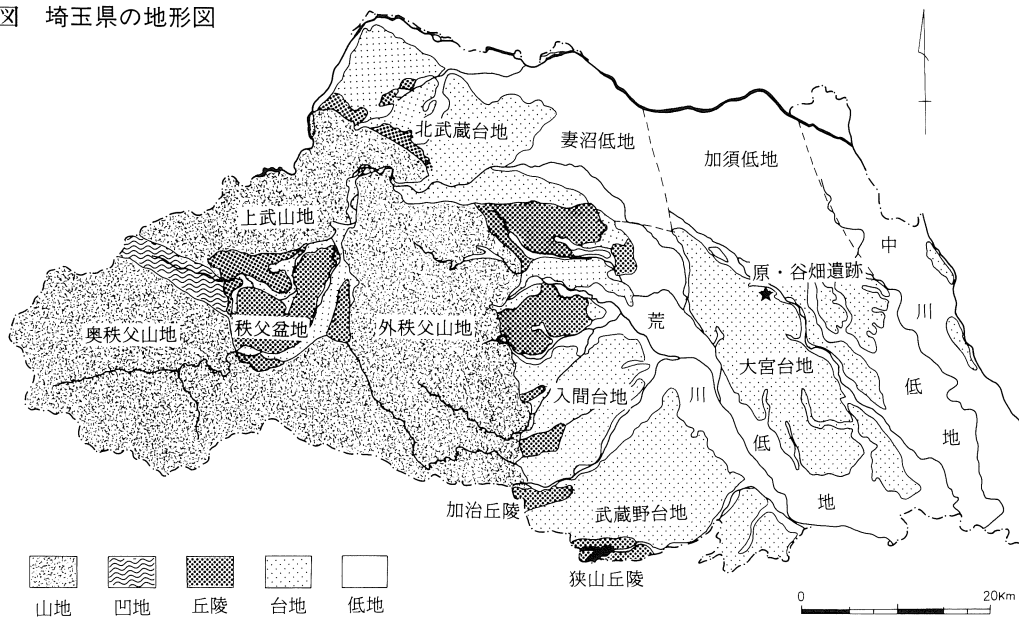 図 埼玉県の地形図
北武蔵台地
妻沼低地
加須低地
上武山地
中川低地
原・谷畑遺跡
奥秩父山地
秩父盆地
外秩父山地
荒川低地
大宮台地
入間台地
加治丘陵
武蔵野台地
狭山丘陵
山地 凹地 丘陵 台地 低地
0 20Km